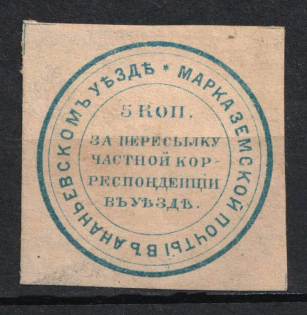 * МАРКА ЗЕМСКОЙ ПОЧТЫ ВЪ АНАНЬЕВСКОМЪ УѢЗДѢ
5 КОП.
ЗА ПЕРЕСЫЛКУ
ЧАСТНОЙ КОР-
РЕСПОНДЕНЦІИ
ВЪ УѢЗДѢ.